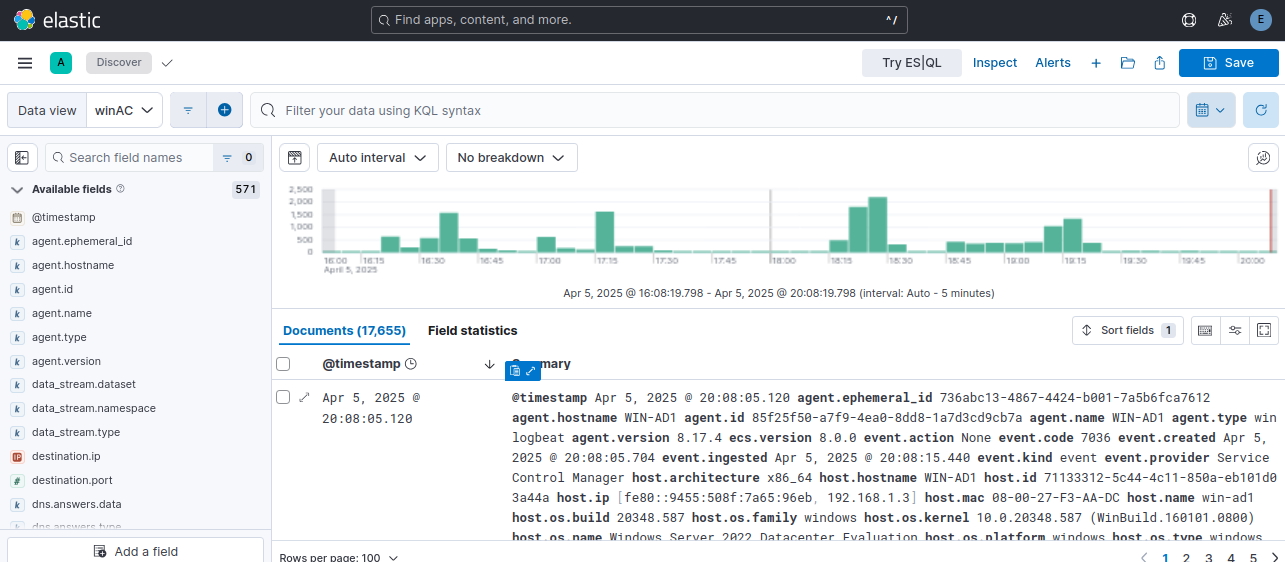 elastic
Find apps, content, and more.
^/
E
A
Discover
Try ES|QL
Inspect
Alerts
Save
Data view
winAC
Filter your data using KQL syntax
Search field names
0
Auto interval
No breakdown
Available fields
571
@timestamp
agent.ephemeral_id
agent.hostname
agent.id
agent.name
agent.type
agent.version
data_stream.dataset
data_stream.namespace
data_stream.type
destination.ip
destination.port
dns.answers.data
dns.answers.type
Add a field
2,500
2,000
1,500
1,000
500
0
16:00
16:15
16:30
16:45
17:00
17:15
17:30
17:45
18:00
18:15
18:30
18:45
19:00
19:15
19:30
19:45
20:00
April 5, 2025
Apr 5, 2025 @ 16:08:19.798 - Apr 5, 2025 @ 20:08:19.798 (interval: Auto - 5 minutes)
Documents (17,655)
Field statistics
Sort fields
1
@timestamp
Apr 5, 2025 @
20:08:05.120
@timestamp Apr 5, 2025 @ 20:08:05.120 agent.ephemeral_id 736abc13-4867-4424-b001-7a5b6fca7612
agent.hostname WIN-AD1 agent.id 85f25f50-a7f9-4ea0-8dd8-1a7d3cd9cb7a agent.name WIN-AD1 agent.type win
logbeat agent.version 8.17.4 ecs.version 8.0.0 event.action None event.code 7036 event.created Apr 5,
2025 @ 20:08:05.704 event.ingested Apr 5, 2025 @ 20:08:15.440 event.kind event event.provider Service
Control Manager host.architecture x86_64 host.hostname WIN-AD1 host.id 71133312-5c44-4c11-850a-eb101d0
3a44a host.ip [fe80::9455:508f:7a65:96eb, 192.168.1.3] host.mac 08-00-27-F3-AA-DC host.name win-ad1
host.os.build 20348.587 host.os.family windows host.os.kernel 10.0.20348.587 (WinBuild.160101.0800)
host.os.name Windows Server 2022 Datacenter Evaluation host.os.platform windows host.os.type windows
Rows per page: 100
1 2 3 4 5